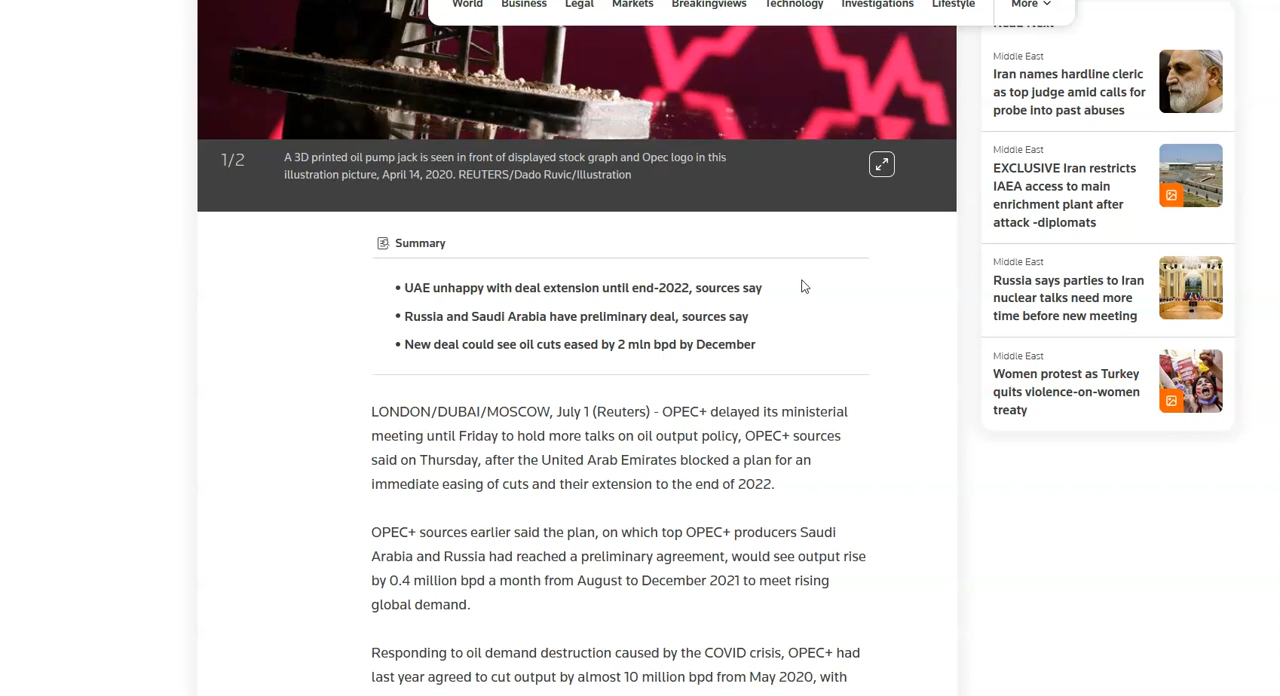 World Business Legal Markets Breakingviews Technology Investigations Lifestyle More
1/2
A 3D printed oil pump jack is seen in front of displayed stock graph and Opec logo in this
illustration picture, April 14, 2020. REUTERS/Dado Ruvic/Illustration
Summary
• UAE unhappy with deal extension until end-2022, sources say
• Russia and Saudi Arabia have preliminary deal, sources say
• New deal could see oil cuts eased by 2 mln bpd by December
LONDON/DUBAI/MOSCOW, July 1 (Reuters) - OPEC+ delayed its ministerial
meeting until Friday to hold more talks on oil output policy, OPEC+ sources
said on Thursday, after the United Arab Emirates blocked a plan for an
immediate easing of cuts and their extension to the end of 2022.
OPEC+ sources earlier said the plan, on which top OPEC+ producers Saudi
Arabia and Russia had reached a preliminary agreement, would see output rise
by 0.4 million bpd a month from August to December 2021 to meet rising
global demand.
Responding to oil demand destruction caused by the COVID crisis, OPEC+ had
last year agreed to cut output by almost 10 million bpd from May 2020, with
Read Next
Middle East
Iran names hardline cleric
as top judge amid calls for
probe into past abuses
Middle East
EXCLUSIVE Iran restricts
IAEA access to main
enrichment plant after
attack -diplomats
Middle East
Russia says parties to Iran
nuclear talks need more
time before new meeting
Middle East
Women protest as Turkey
quits violence-on-women
treaty